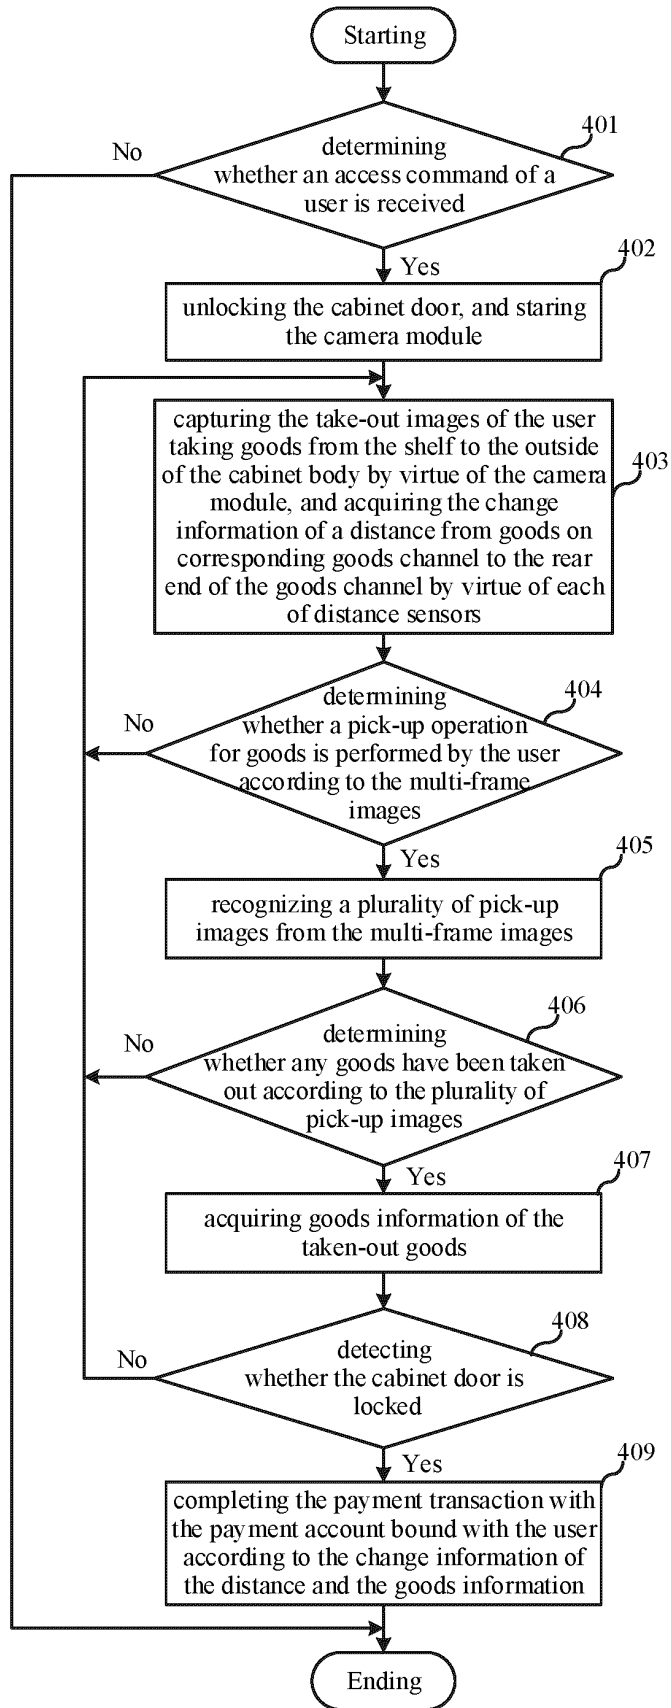 Starting
401
No
determining
whether an access command of a
user is received
402
Yes
unlocking the cabinet door, and staring
the camera module
capturing the take-out images of the user
taking goods from the shelf to the outside
of the cabinet body by virtue of the camera
module, and acquiring the change
information of a distance from goods on
corresponding goods channel to the rear
end of the goods channel by virtue of each
of distance sensors
403
404
No
determining
whether a pick-up operation
for goods is performed by the user
according to the multi-frame
images
Yes
405
recognizing a plurality of pick-up
images from the multi-frame images
406
No
determining
whether any goods have been taken
out according to the plurality of
pick-up images
407
Yes
acquiring goods information of the
taken-out goods
408
No
detecting
whether the cabinet door is
locked
Yes
409
completing the payment transaction with
the payment account bound with the user
according to the change information of
the distance and the goods information
Ending